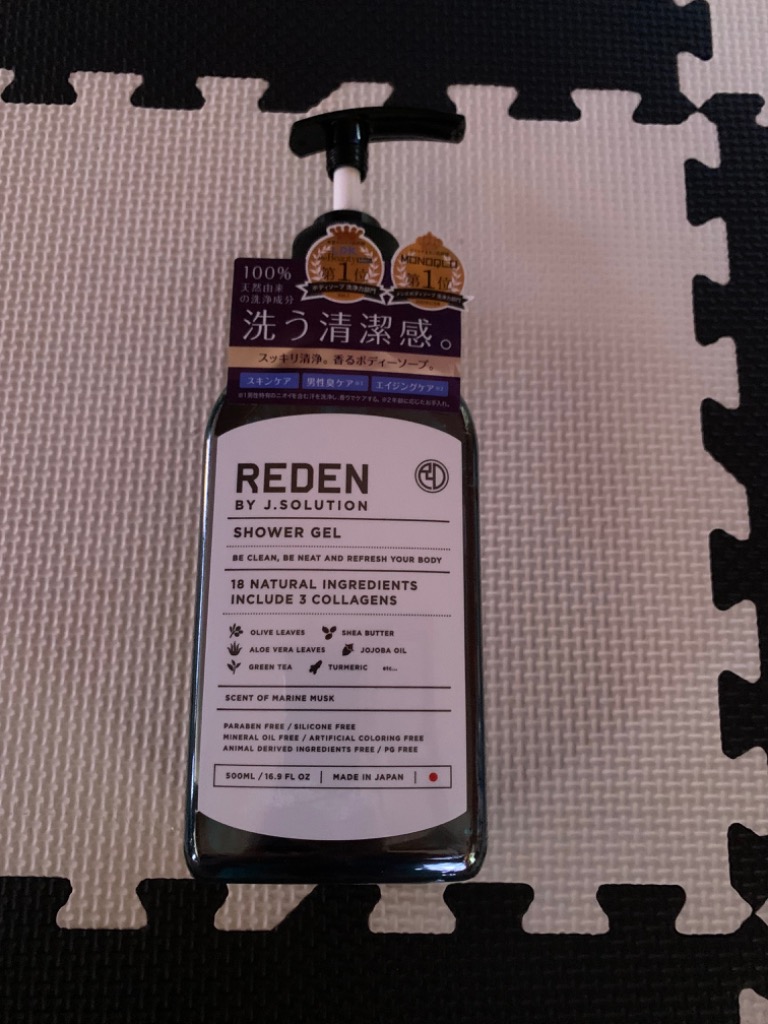 第1位
MONOQLO
第1位
100%
天然由来
の洗浄成分
洗う清潔感。
スッキリ清浄。香るボディーソープ。
スキンケア 男性臭ケア※1 エイジングケア※2
REDEN
BY J.SOLUTION
SHOWER GEL
BE CLEAN, BE NEAT AND REFRESH YOUR BODY
18 NATURAL INGREDIENTS
INCLUDE 3 COLLAGENS
OLIVE LEAVES SHEA BUTTER
ALOE VERA LEAVES JOJOBA OIL
GREEN TEA TURMERIC etc...
SCENT OF MARINE MUSK
PARABEN FREE / SILICONE FREE
MINERAL OIL FREE / ARTIFICIAL COLORING FREE
ANIMAL DERIVED INGREDIENTS FREE / PG FREE
500ML / 16.9 FL OZ | MADE IN JAPAN |